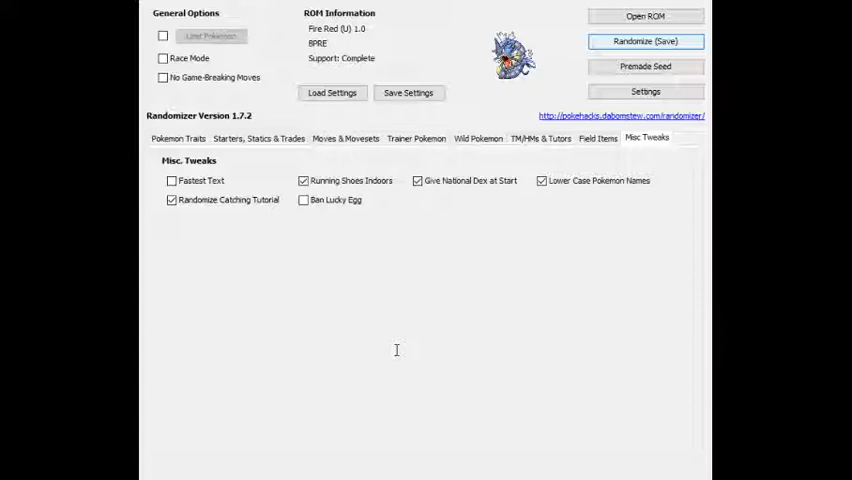 General Options
Limit Pokemon
Race Mode
No Game-Breaking Moves
ROM Information
Fire Red (U) 1.0
BPRE
Support: Complete
Load Settings
Save Settings
Open ROM
Randomize (Save)
Premade Seed
Settings
Randomizer Version 1.7.2
http://pokehacks.dabomstew.com/randomizer/
Pokemon Traits
Starters, Statics & Trades
Moves & Movesets
Trainer Pokemon
Wild Pokemon
TM/HMs & Tutors
Field Items
Misc Tweaks
Misc. Tweaks
Fastest Text
Running Shoes Indoors
Give National Dex at Start
Lower Case Pokemon Names
Randomize Catching Tutorial
Ban Lucky Egg